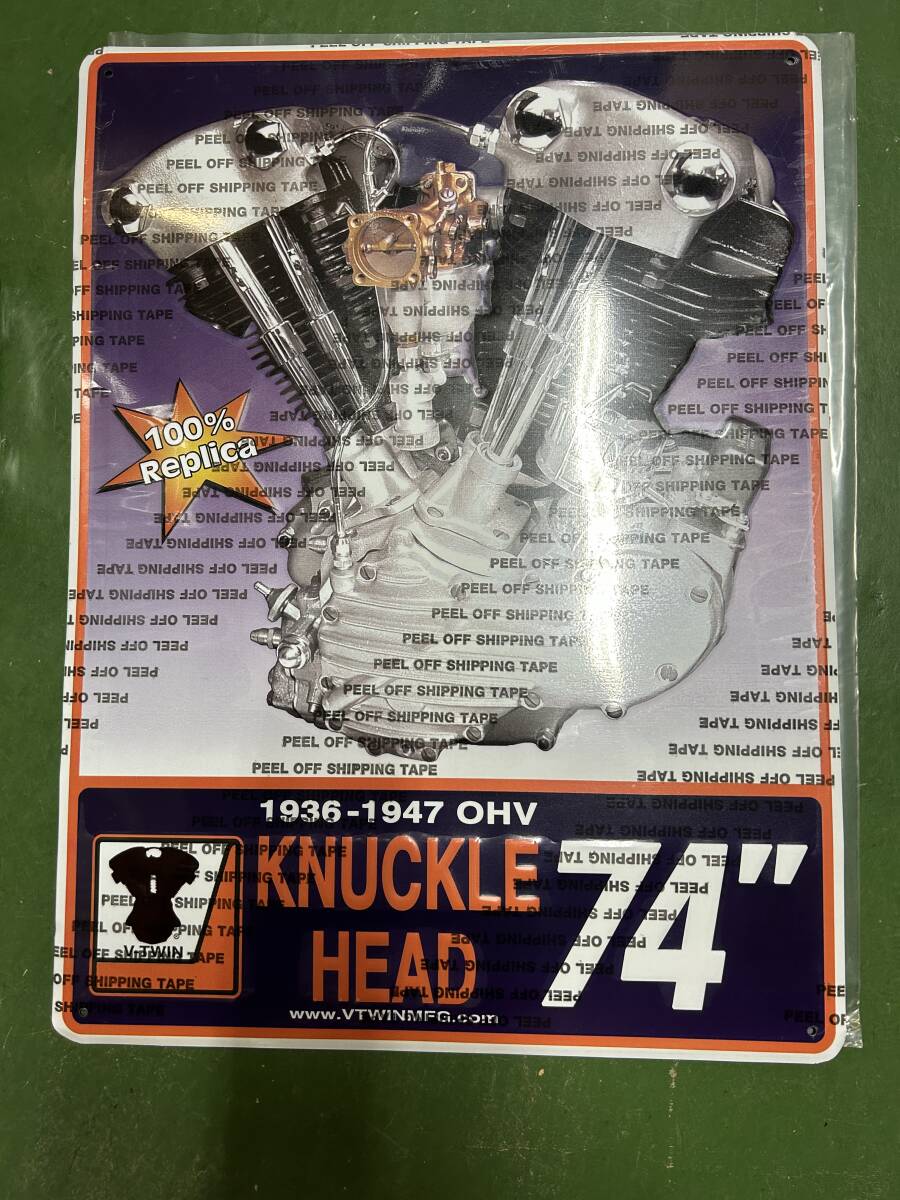 PEEL OFF SHIPPING TAPE
100%
Replica
1936-1947 OHV
KNUCKLE
HEAD
74"
V-TWIN
www.VTWINMFG.com